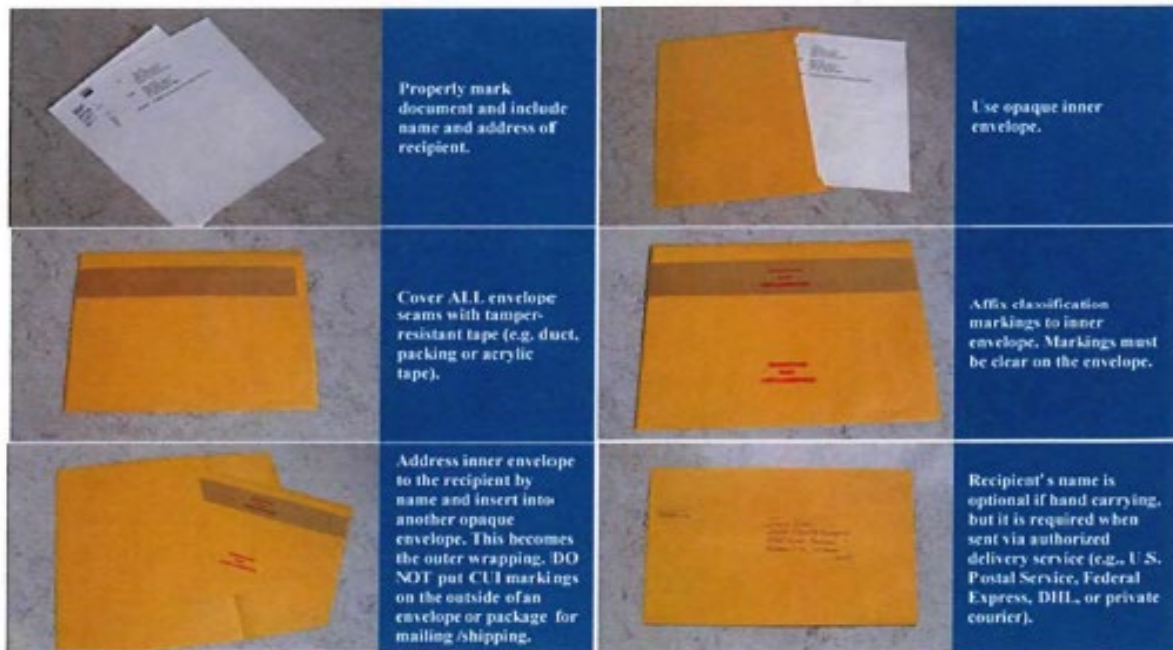 Properly mark
document and include
name and address of
recipient.
Use opaque inner
envelope.
Cover ALL envelope
seams with tamper-
resistant tape (e.g. duct,
packing or acrylic
tape).
Affix classification
markings to inner
envelope. Markings must
be clear on the envelope.
Address inner envelope
to the recipient by
name and insert into
another opaque
envelope. This becomes
the outer wrapping. DO
NOT put CUI markings
on the outside of an
envelope or package for
mailing /shipping.
Recipient's name is
optional if hand carrying,
but it is required when
sent via authorized
delivery service (e.g., U.S.
Postal Service, Federal
Express, DHL, or private
courier).